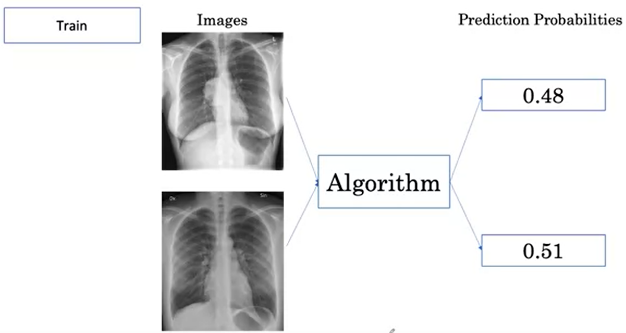 Train
Images
Prediction Probabilities
0.48
Algorithm
0.51